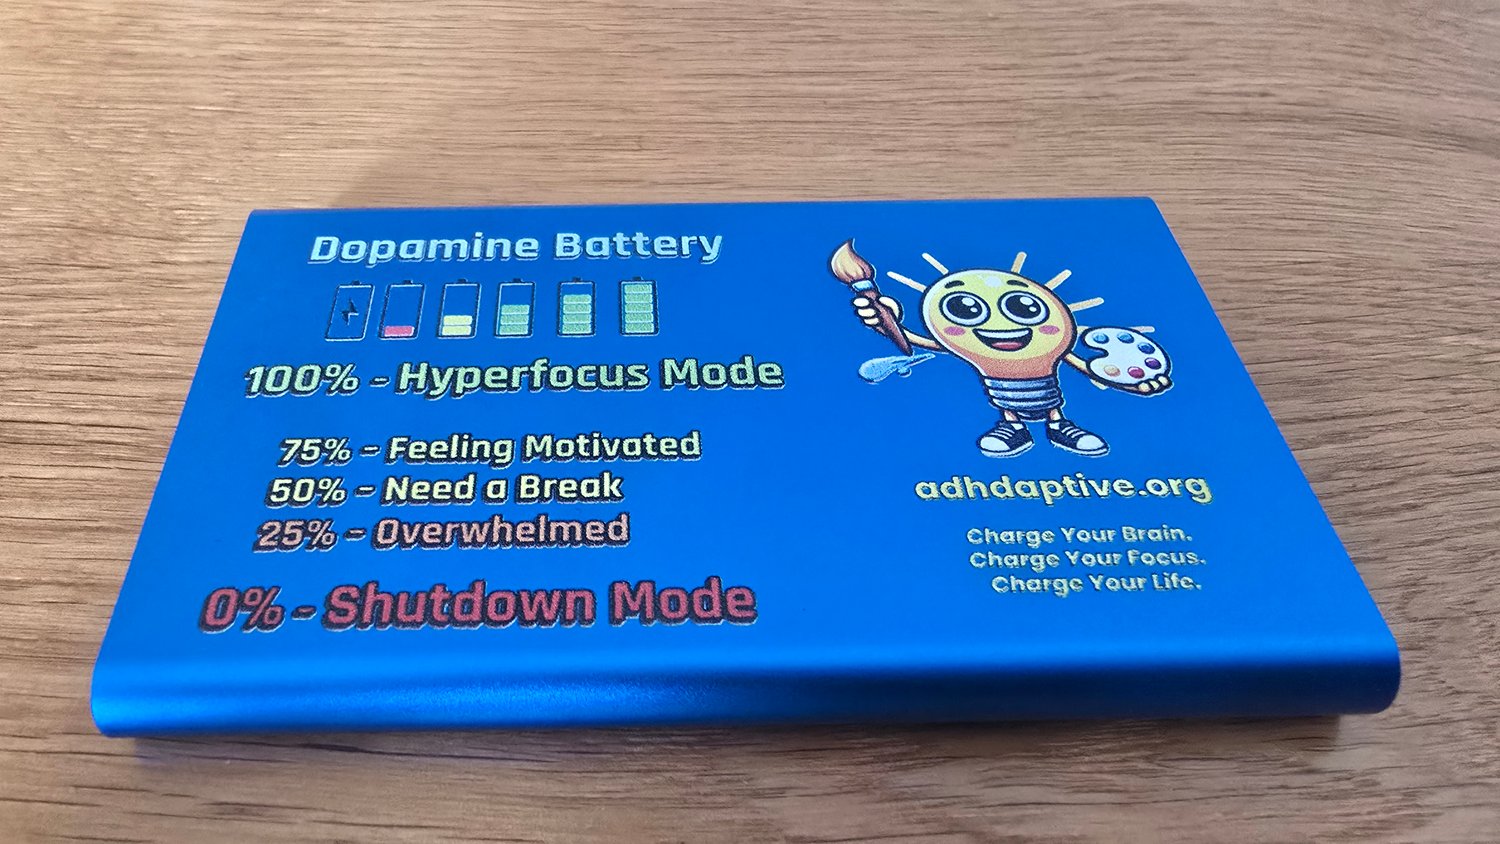 Dopamine Battery
100% - Hyperfocus Mode
75% - Feeling Motivated
50% - Need a Break
25% - Overwhelmed
0% - Shutdown Mode
adhdaptive.org
Charge Your Brain.
Charge Your Focus.
Charge Your Life.